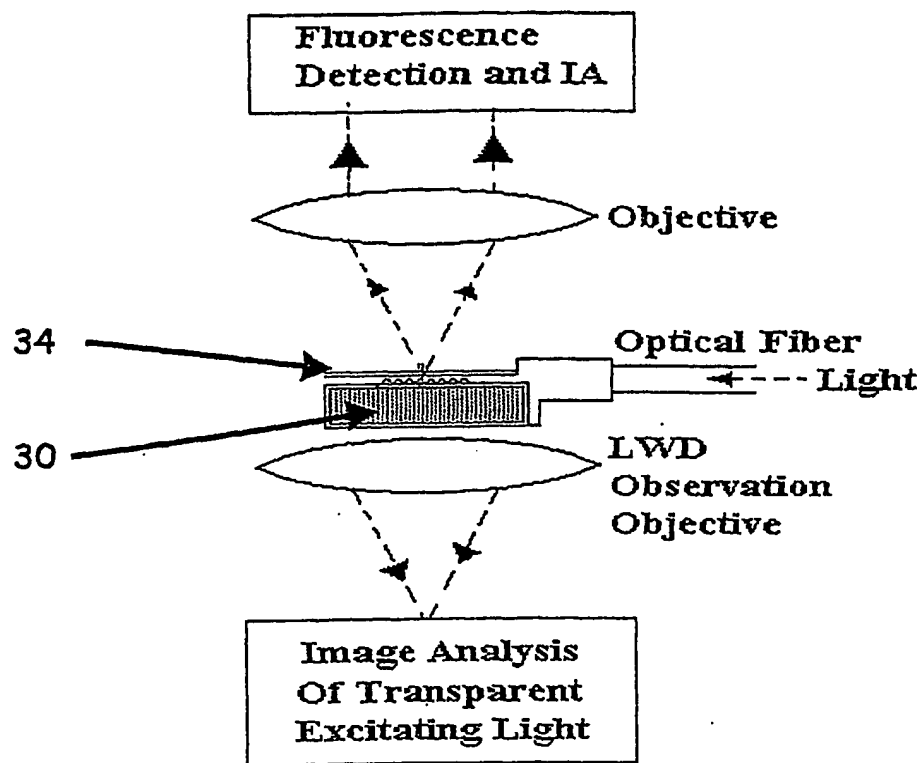 Fluorescence
Detection and IA
Objective
34
Optical Fiber
Light
30
LWD
Observation
Objective
Image Analysis
Of Transparent
Excitating Light